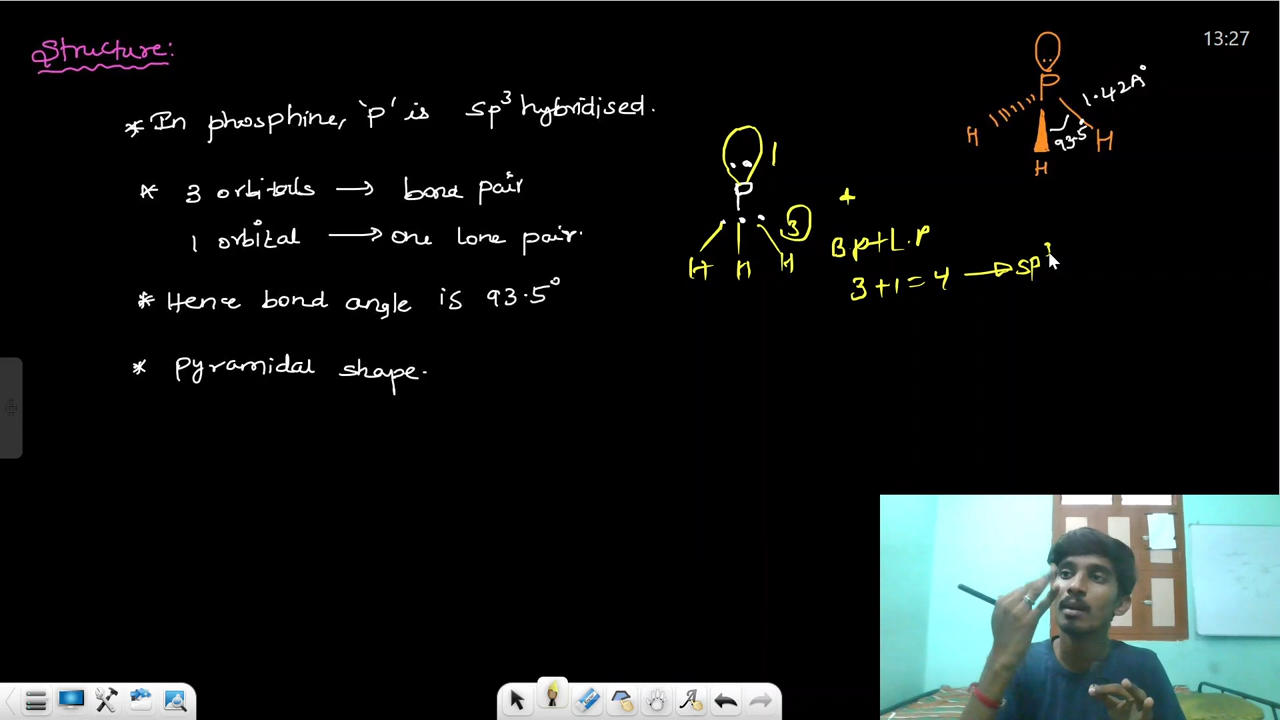 Structure:
13:27
* In phosphine, 'P' is sp³ hybridised.
* 3 orbitals → bond pair
1 orbital → one lone pair.
* Hence bond angle is 93.5°
* Pyramidal shape.
1
P
3
H H H
+
B.P+L.P
3+1=4 → sp³
P
1.42A°
93.5
H H H